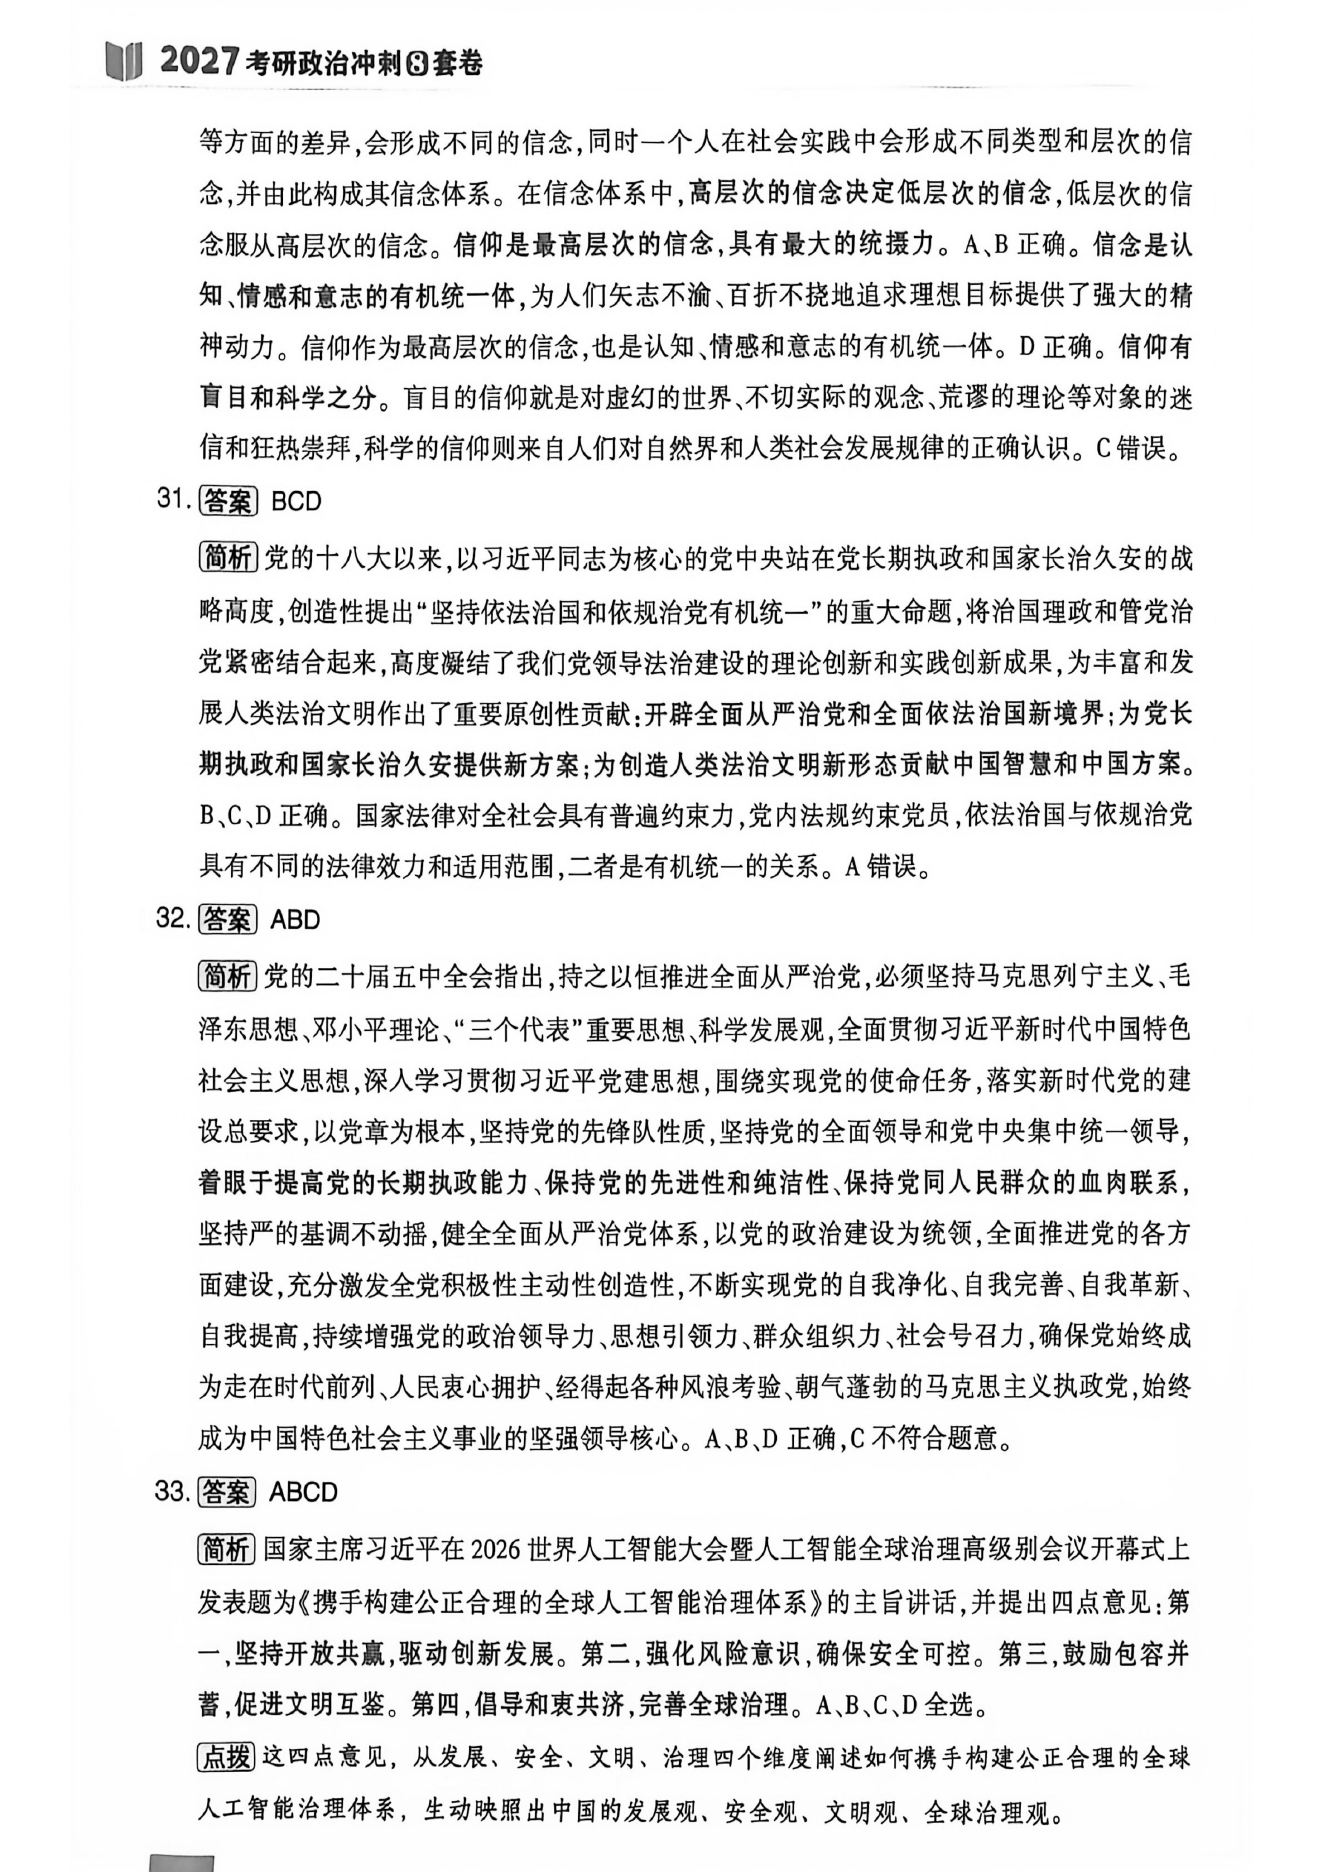 2027考研政治冲刺8套卷
等方面的差异,会形成不同的信念,同时一个人在社会实践中会形成不同类型和层次的信
念,并由此构成其信念体系。在信念体系中,高层次的信念决定低层次的信念,低层次的信
念服从高层次的信念。信仰是最高层次的信念,具有最大的统摄力。A、B正确。信念是认
知、情感和意志的有机统一体,为人们矢志不渝、百折不挠地追求理想目标提供了强大的精
神动力。信仰作为最高层次的信念,也是认知、情感和意志的有机统一体。D正确。信仰有
盲目和科学之分。盲目的信仰就是对虚幻的世界、不切实际的观念、荒谬的理论等对象的迷
信和狂热崇拜,科学的信仰则来自人们对自然界和人类社会发展规律的正确认识。C错误。
31. 答案 BCD
简析 党的十八大以来,以习近平同志为核心的党中央站在党长期执政和国家长治久安的战
略高度,创造性提出“坚持依法治国和依规治党有机统一”的重大命题,将治国理政和管党治
党紧密结合起来,高度凝结了我们党领导法治建设的理论创新和实践创新成果,为丰富和发
展人类法治文明作出了重要原创性贡献:开辟全面从严治党和全面依法治国新境界;为党长
期执政和国家长治久安提供新方案;为创造人类法治文明新形态贡献中国智慧和中国方案。
B、C、D正确。国家法律对全社会具有普遍约束力,党内法规约束党员,依法治国与依规治党
具有不同的法律效力和适用范围,二者是有机统一的关系。A错误。
32. 答案 ABD
简析 党的二十届五中全会指出,持之以恒推进全面从严治党,必须坚持马克思列宁主义、毛
泽东思想、邓小平理论、“三个代表”重要思想、科学发展观,全面贯彻习近平新时代中国特色
社会主义思想,深入学习贯彻习近平党建思想,围绕实现党的使命任务,落实新时代党的建
设总要求,以党章为根本,坚持党的先锋队性质,坚持党的全面领导和党中央集中统一领导,
着眼于提高党的长期执政能力、保持党的先进性和纯洁性、保持党同人民群众的血肉联系,
坚持严的基调不动摇,健全全面从严治党体系,以党的政治建设为统领,全面推进党的各方
面建设,充分激发全党积极性主动性创造性,不断实现党的自我净化、自我完善、自我革新、
自我提高,持续增强党的政治领导力、思想引领力、群众组织力、社会号召力,确保党始终成
为走在时代前列、人民衷心拥护、经得起各种风浪考验、朝气蓬勃的马克思主义执政党,始终
成为中国特色社会主义事业的坚强领导核心。A、B、D正确,C不符合题意。
33. 答案 ABCD
简析 国家主席习近平在2026世界人工智能大会暨人工智能全球治理高级别会议开幕式上
发表题为《携手构建公正合理的全球人工智能治理体系》的主旨讲话,并提出四点意见:第
一,坚持开放共赢,驱动创新发展。第二,强化风险意识,确保安全可控。第三,鼓励包容并
蓄,促进文明互鉴。第四,倡导和衷共济,完善全球治理。A、B、C、D全选。
点拨 这四点意见，从发展、安全、文明、治理四个维度阐述如何携手构建公正合理的全球
人工智能治理体系，生动映照出中国的发展观、安全观、文明观、全球治理观。